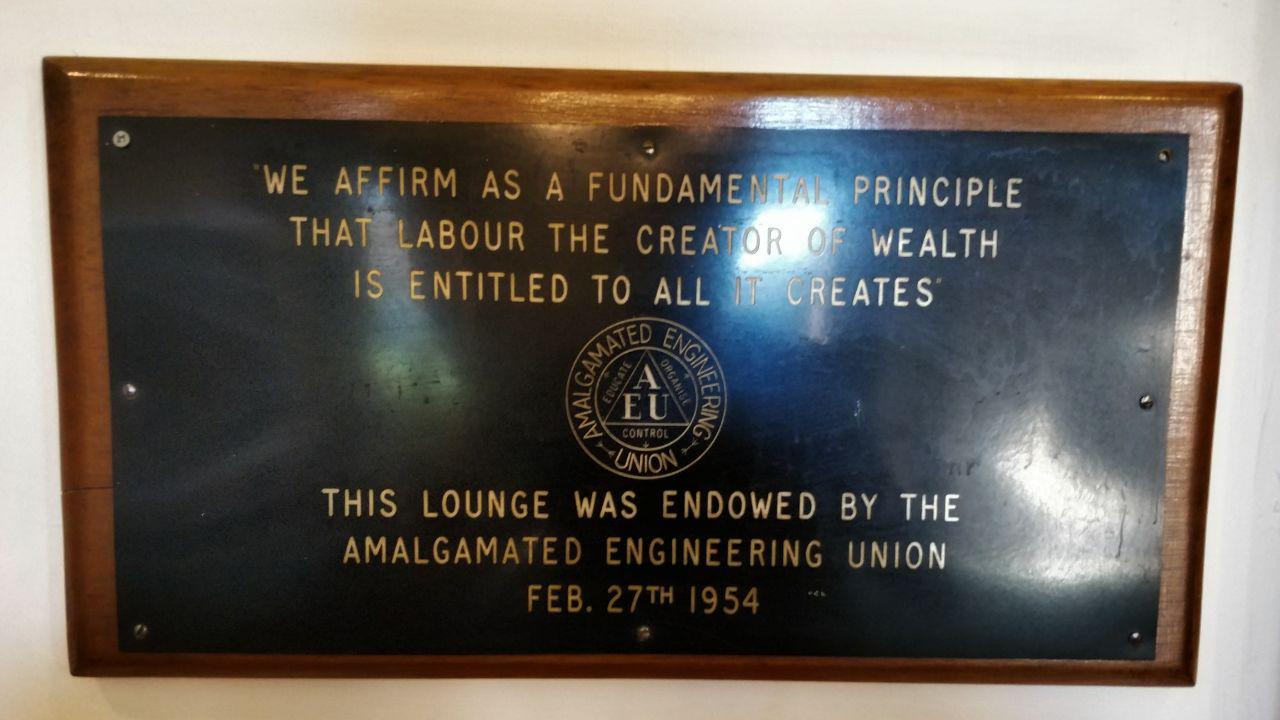 "WE AFFIRM AS A FUNDAMENTAL PRINCIPLE
THAT LABOUR THE CREATOR OF WEALTH
IS ENTITLED TO ALL IT CREATES"
AMALGAMATED ENGINEERING
EDUCATE ORGANISE
A
EU
CONTROL
UNION
THIS LOUNGE WAS ENDOWED BY THE
AMALGAMATED ENGINEERING UNION
FEB. 27TH 1954